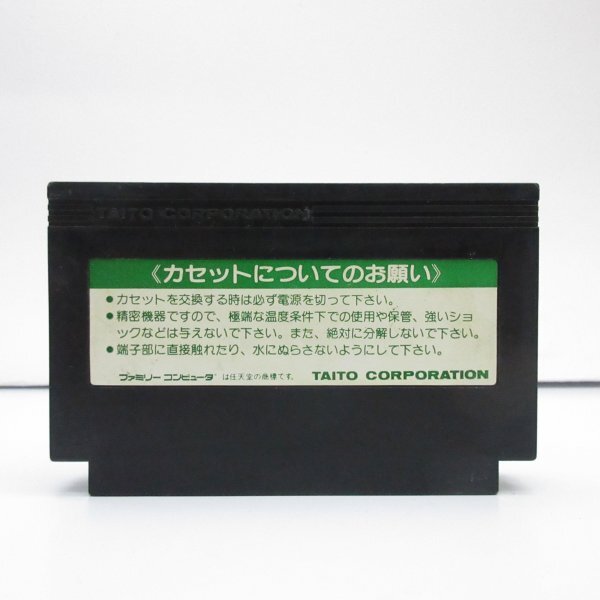 TAITO CORPORATION
《カセットについてのお願い》
●カセットを交換する時は必ず電源を切って下さい。
●精密機器ですので、極端な温度条件下での使用や保管、強いショ
ックなどは与えないで下さい。また、絶対に分解しないで下さい。
●端子部に直接触れたり、水にぬらさないようにして下さい。
ファミリーコンピュータ は任天堂の商標です。 TAITO CORPORATION